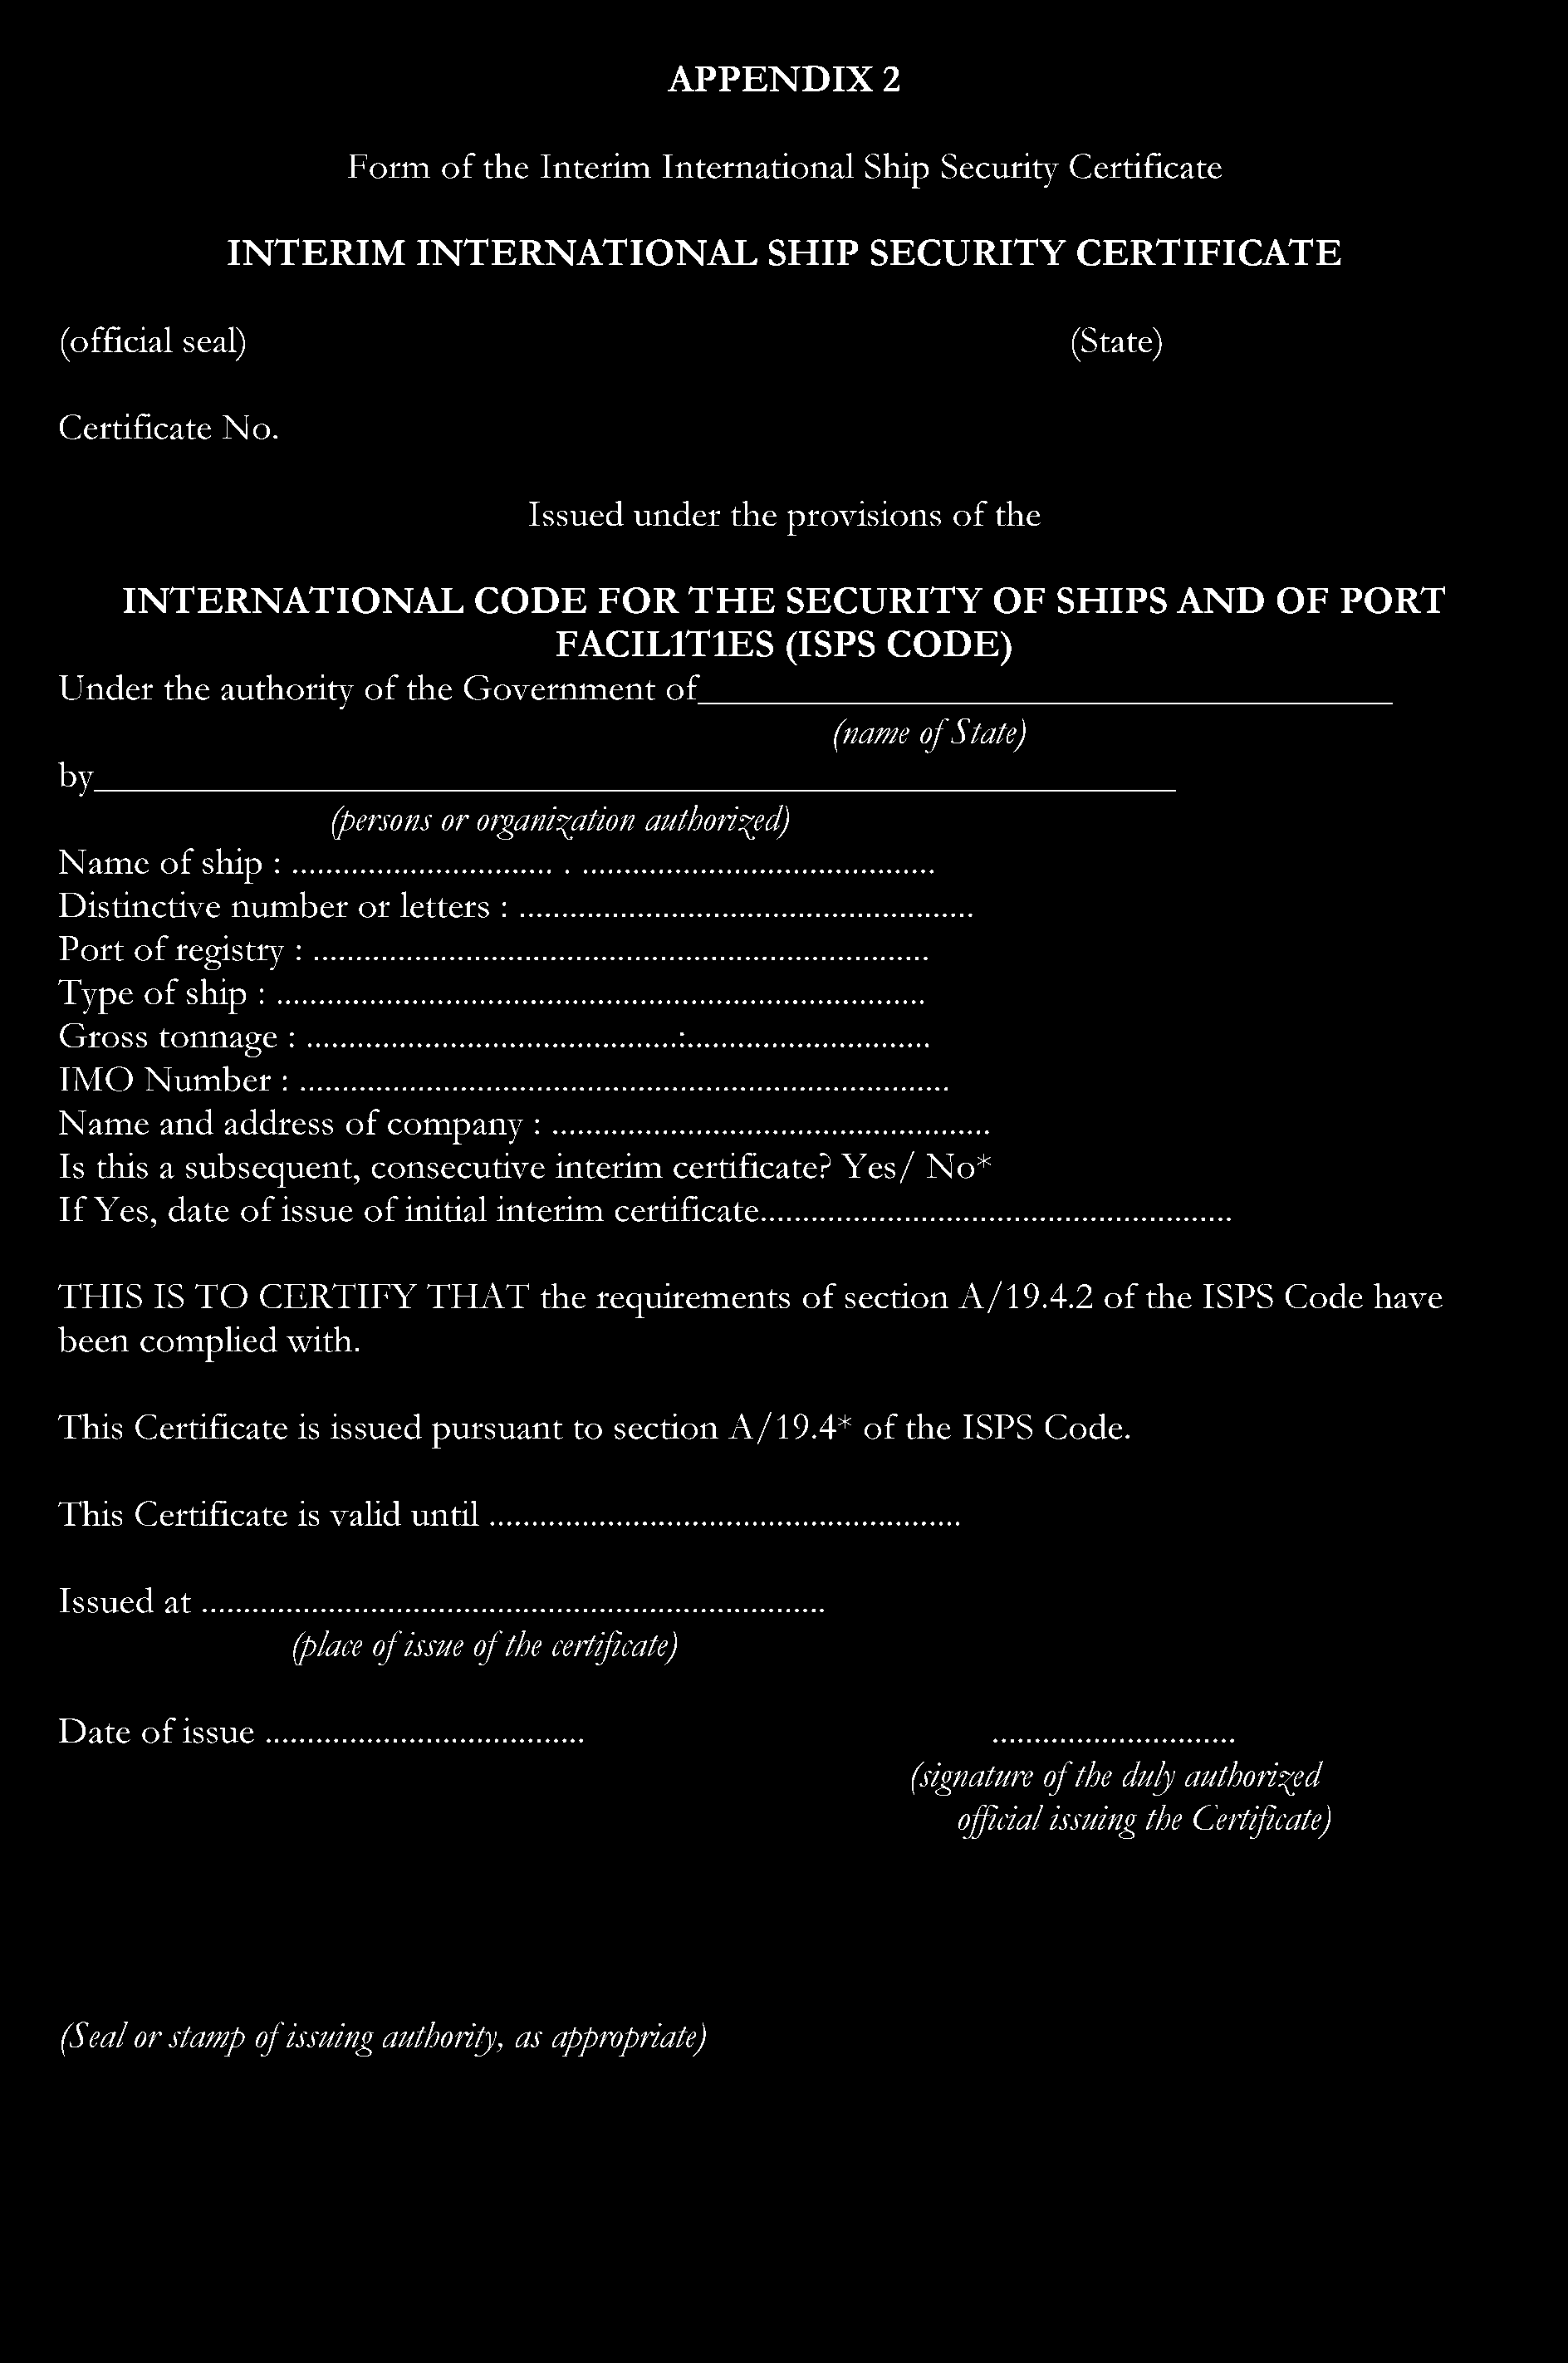 APPENDIX 2
Form of the Interim International Ship Security Certificate
INTERIM INTERNATIONAL SHIP SECURITY CERTIFICATE
(official seal) (State)
Certificate No.
Issued under the provisions of the
INTERNATIONAL CODE FOR THE SECURITY OF SHIPS AND OF PORT
FACIL1T1ES (ISPS CODE)
Under the authority of the Government of________________________________
(name of State)
by__________________________________________________
(persons or organization authorized)
Name of ship : ............................... . ..........................................
Distinctive number or letters : ......................................................
Port of registry : .........................................................................
Type of ship : .............................................................................
Gross tonnage : ............................................:.............................
IMO Number : .............................................................................
Name and address of company : ....................................................
Is this a subsequent, consecutive interim certificate? Yes/ No*
If Yes, date of issue of initial interim certificate........................................................
THIS IS TO CERTIFY THAT the requirements of section A/19.4.2 of the ISPS Code have
been complied with.
This Certificate is issued pursuant to section A/19.4* of the ISPS Code.
This Certificate is valid until ........................................................
Issued at ..........................................................................
(place of issue of the certificate)
Date of issue ...................................... .............................
(signature of the duly authorized
official issuing the Certificate)
(Seal or stamp of issuing authority, as appropriate)